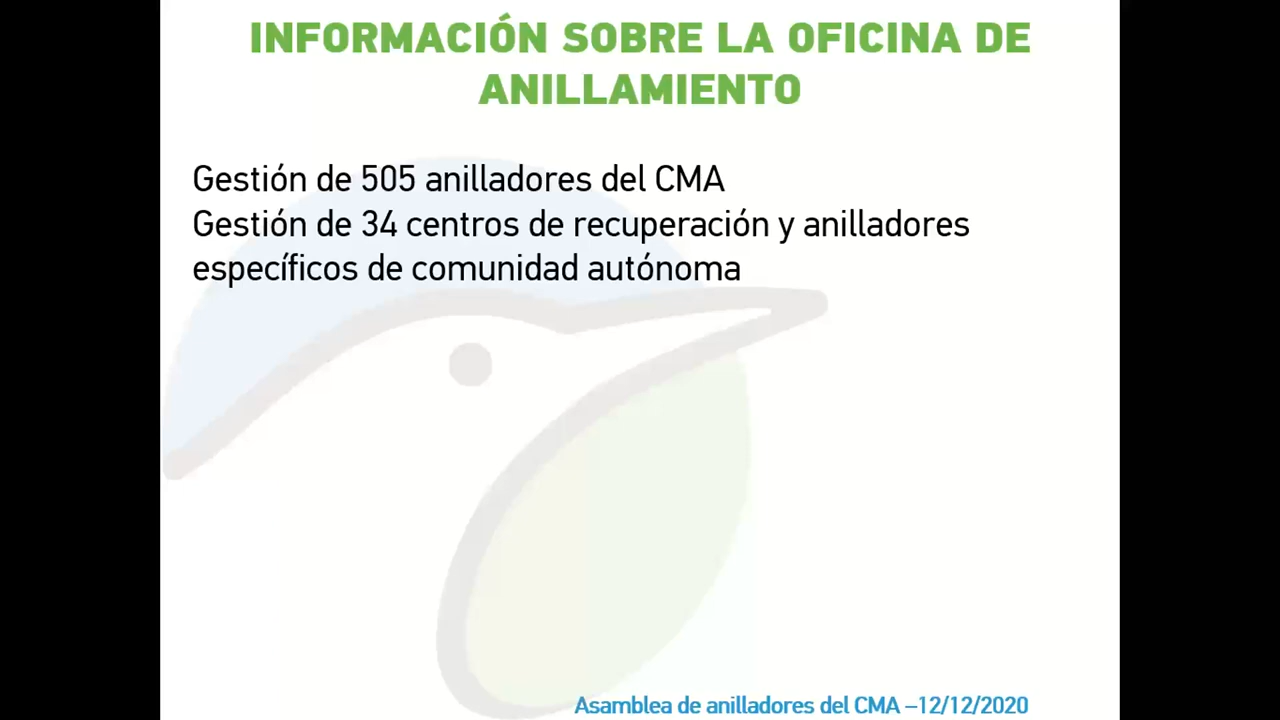 INFORMACIÓN SOBRE LA OFICINA DE
ANILLAMIENTO
Gestión de 505 anilladores del CMA
Gestión de 34 centros de recuperación y anilladores
específicos de comunidad autónoma
Asamblea de anilladores del CMA –12/12/2020